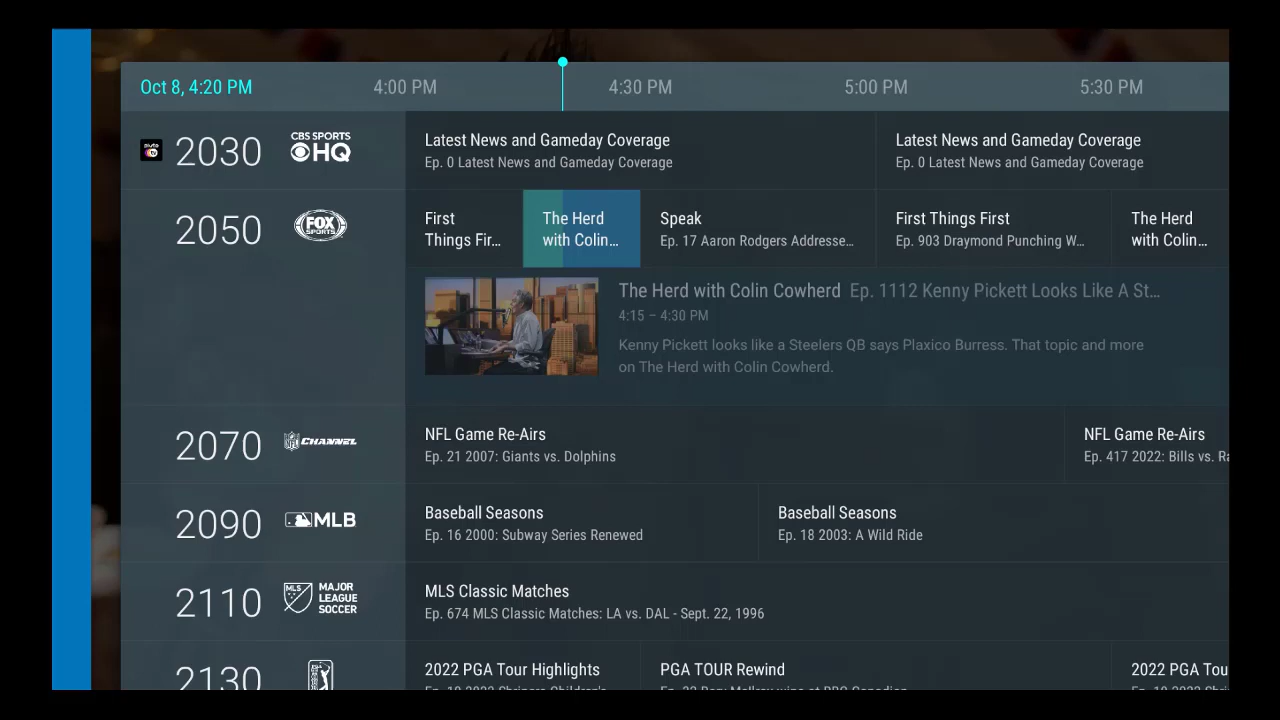 Oct 8, 4:20 PM
4:00 PM
4:30 PM
5:00 PM
5:30 PM
pluto tv
2030
CBS SPORTS
HQ
Latest News and Gameday Coverage
Ep. 0 Latest News and Gameday Coverage
Latest News and Gameday Coverage
Ep. 0 Latest News and Gameday Coverage
2050
FOX
SPORTS
First
Things Fir...
The Herd
with Colin...
Speak
Ep. 17 Aaron Rodgers Addresse...
First Things First
Ep. 903 Draymond Punching W...
The Herd
with Colin...
The Herd with Colin Cowherd Ep. 1112 Kenny Pickett Looks Like A St...
4:15 – 4:30 PM
Kenny Pickett looks like a Steelers QB says Plaxico Burress. That topic and more
on The Herd with Colin Cowherd.
2070
NFL CHANNEL
NFL Game Re-Airs
Ep. 21 2007: Giants vs. Dolphins
NFL Game Re-Airs
Ep. 417 2022: Bills vs. Ra
2090
MLB
Baseball Seasons
Ep. 16 2000: Subway Series Renewed
Baseball Seasons
Ep. 18 2003: A Wild Ride
2110
MLS
MAJOR
LEAGUE
SOCCER
MLS Classic Matches
Ep. 674 MLS Classic Matches: LA vs. DAL - Sept. 22, 1996
2130
2022 PGA Tour Highlights
PGA TOUR Rewind
2022 PGA Tou